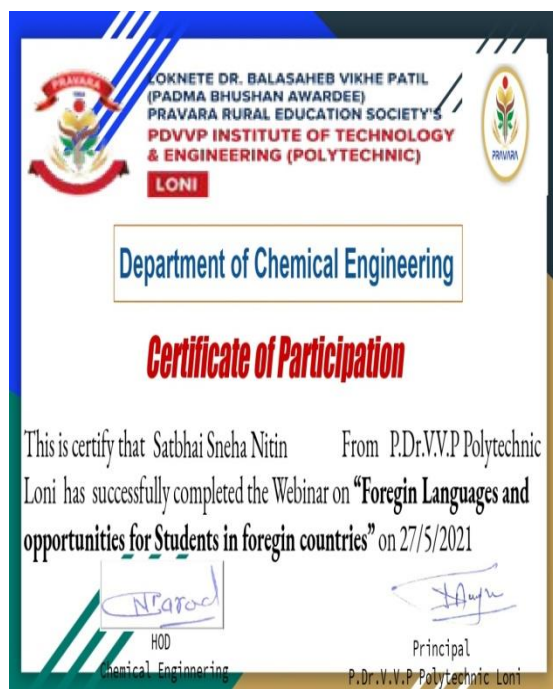 PRAVARA
LOKNETE DR. BALASAHEB VIKHE PATIL
(PADMA BHUSHAN AWARDEE)
PRAVARA RURAL EDUCATION SOCIETY'S
PDVVP INSTITUTE OF TECHNOLOGY
& ENGINEERING (POLYTECHNIC)
LONI
PRAVARA
Department of Chemical Engineering
Certificate of Participation
This is certify that Satbhai Sneha Nitin From P.Dr.V.V.P Polytechnic
Loni has successfully completed the Webinar on "Foregin Languages and
opportunities for Students in foregin countries" on 27/5/2021
HOD
Chemical Enginnering
Principal
P.Dr.V.V.P Polytechnic Loni